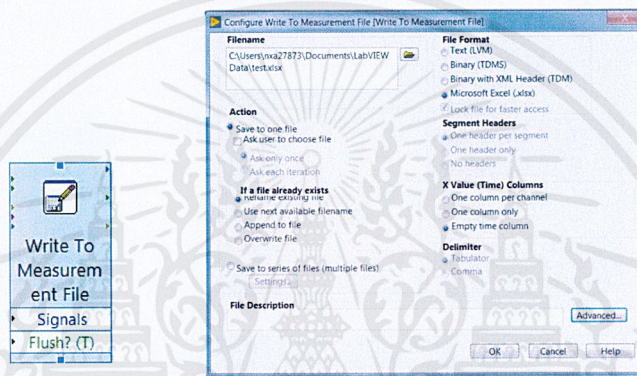 Write To
Measurem
ent File
Signals
Flush? (T)
Configure Write To Measurement File [Write To Measurement File]
Filename
C:\Users\nxa27873\Documents\LabVIEW
Data\test.xlsx
Action
Save to one file
Ask user to choose file
Ask only once
Ask each iteration
If a file already exists
Rename existing file
Use next available filename
Append to file
Overwrite file
Save to series of files (multiple files)
Settings...
File Description
File Format
Text (LVM)
Binary (TDMS)
Binary with XML Header (TDM)
Microsoft Excel (.xlsx)
Lock file for faster access
Segment Headers
One header per segment
One header only
No headers
X Value (Time) Columns
One column per channel
One column only
Empty time column
Delimiter
Tabulator
Comma
Advanced...
OK Cancel Help